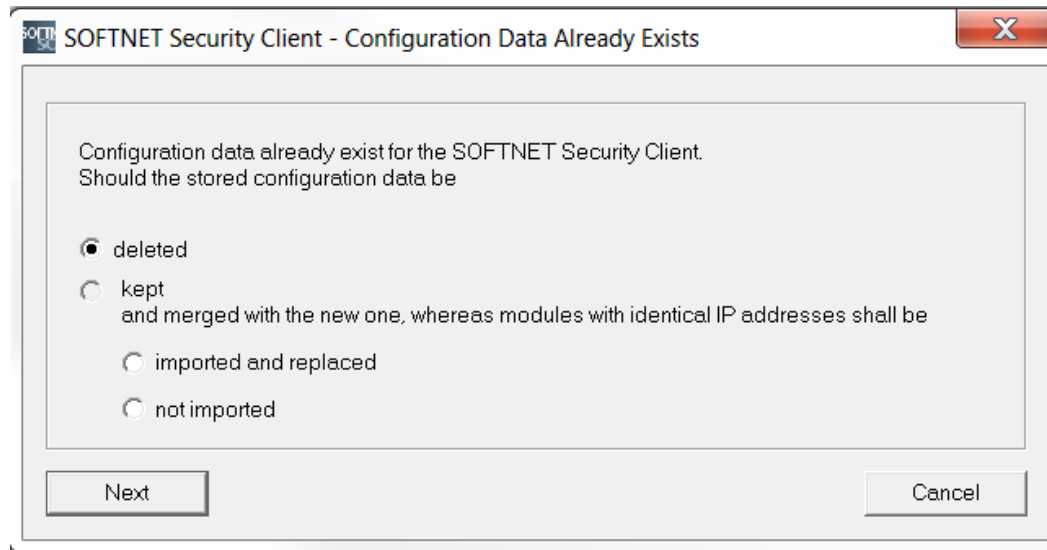 SOFTNET Security Client - Configuration Data Already Exists
Configuration data already exist for the SOFTNET Security Client.
Should the stored configuration data be
deleted
kept
and merged with the new one, whereas modules with identical IP addresses shall be
imported and replaced
not imported
Next
Cancel